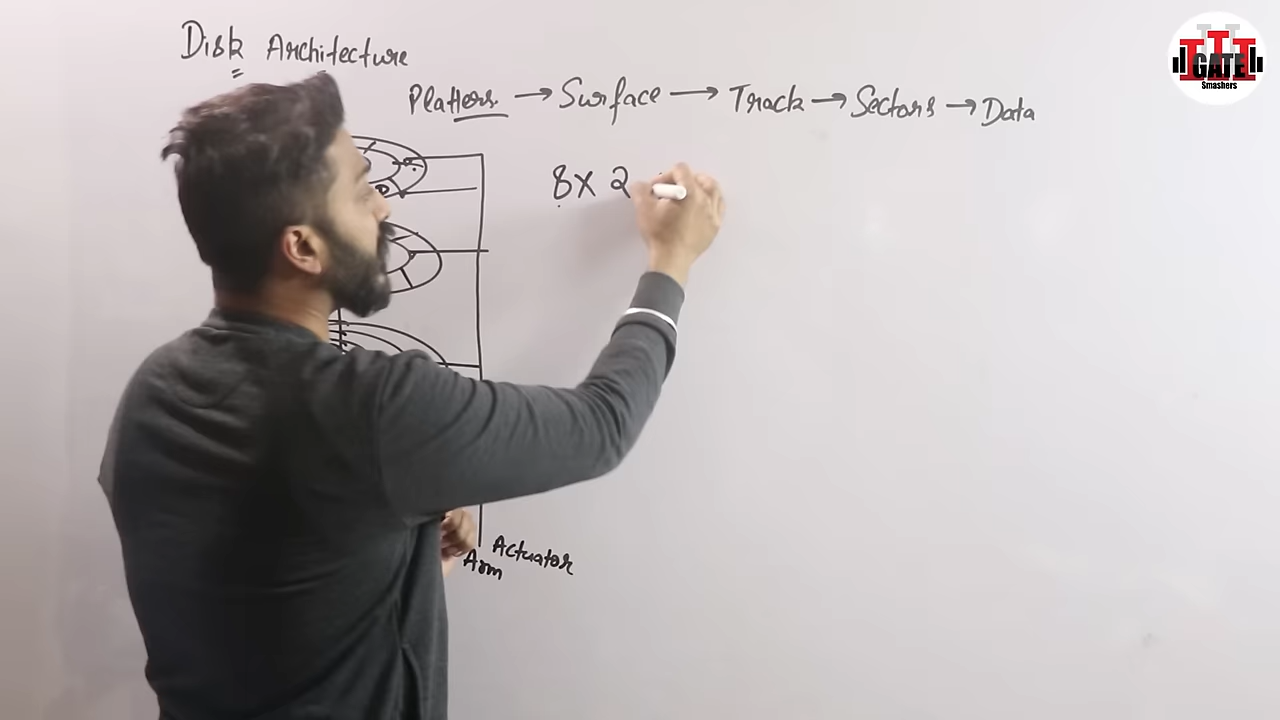 Disk Architecture
Platters → Surface → Track → Sectors → Data
8 x 2
Actuator
Arm
GATE
Smashers